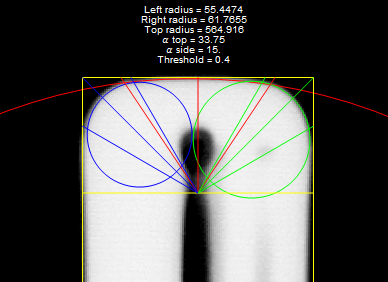 Left radius = 55.4474
Right radius = 61.7655
Top radius = 564.916
α top = 33.75
α side = 15.
Threshold = 0.4